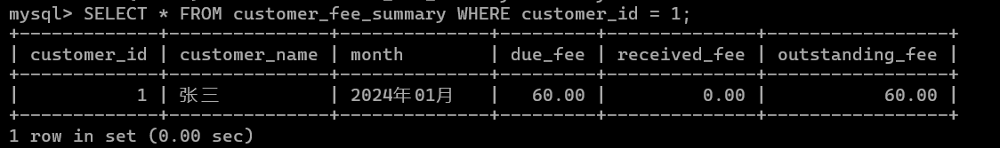 mysql> SELECT * FROM customer_fee_summary WHERE customer_id = 1;
+-------------+---------------+--------------+---------+--------------+-----------------+
| customer_id | customer_name | month        | due_fee | received_fee | outstanding_fee |
+-------------+---------------+--------------+---------+--------------+-----------------+
|           1 | 张三          | 2024年01月   |   60.00 |         0.00 |           60.00 |
+-------------+---------------+--------------+---------+--------------+-----------------+
1 row in set (0.00 sec)